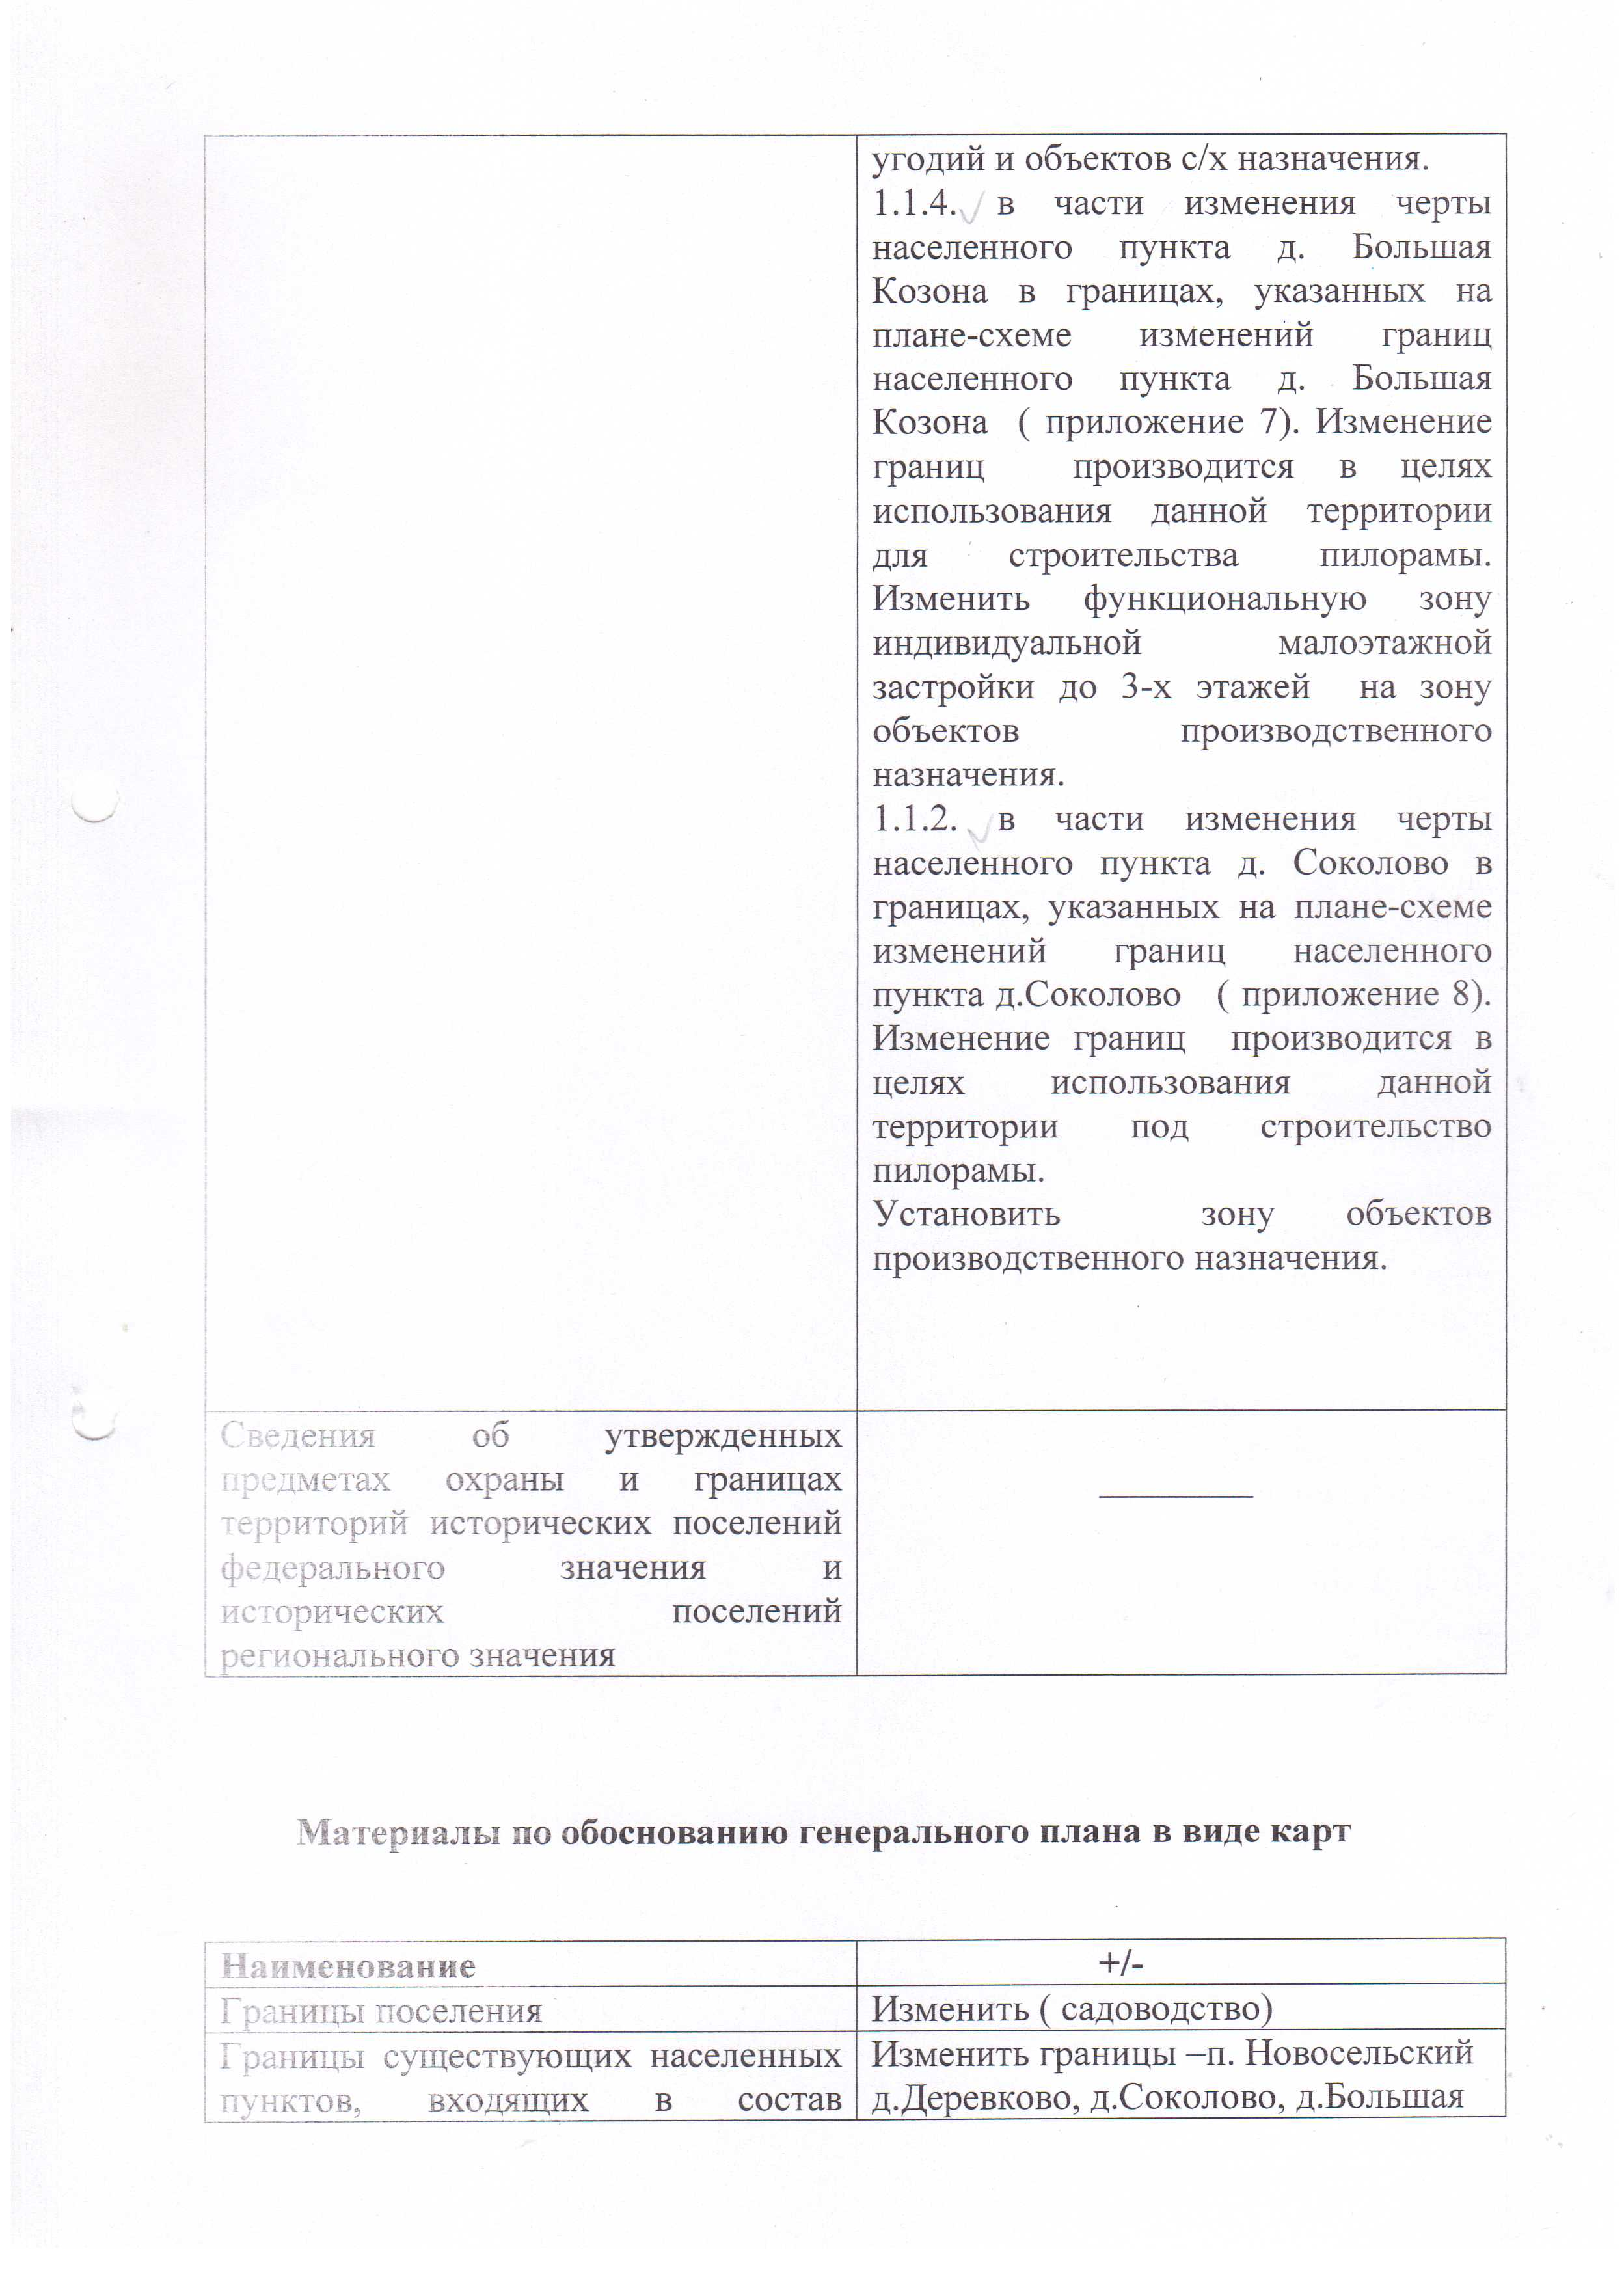 угодий и объектов с/х назначения.
1.1.4. в части изменения черты
населенного пункта д. Большая
Козона в границах, указанных на
плане-схеме изменений границ
населенного пункта д. Большая
Козона ( приложение 7). Изменение
границ производится в целях
использования данной территории
для строительства пилорамы.
Изменить функциональную зону
индивидуальной малоэтажной
застройки до 3-х этажей на зону
объектов производственного
назначения.
1.1.2. в части изменения черты
населенного пункта д. Соколово в
границах, указанных на плане-схеме
изменений границ населенного
пункта д.Соколово ( приложение 8).
Изменение границ производится в
целях использования данной
территории под строительство
пилорамы.
Установить зону объектов
производственного назначения.
Сведения об утвержденных
предметах охраны и границах
территорий исторических поселений
федерального значения и
исторических поселений
регионального значения
Материалы по обоснованию генерального плана в виде карт
Наименование
+/-
Границы поселения
Изменить ( садоводство)
Границы существующих населенных
пунктов, входящих в состав
Изменить границы –п. Новосельский
д.Деревково, д.Соколово, д.Большая